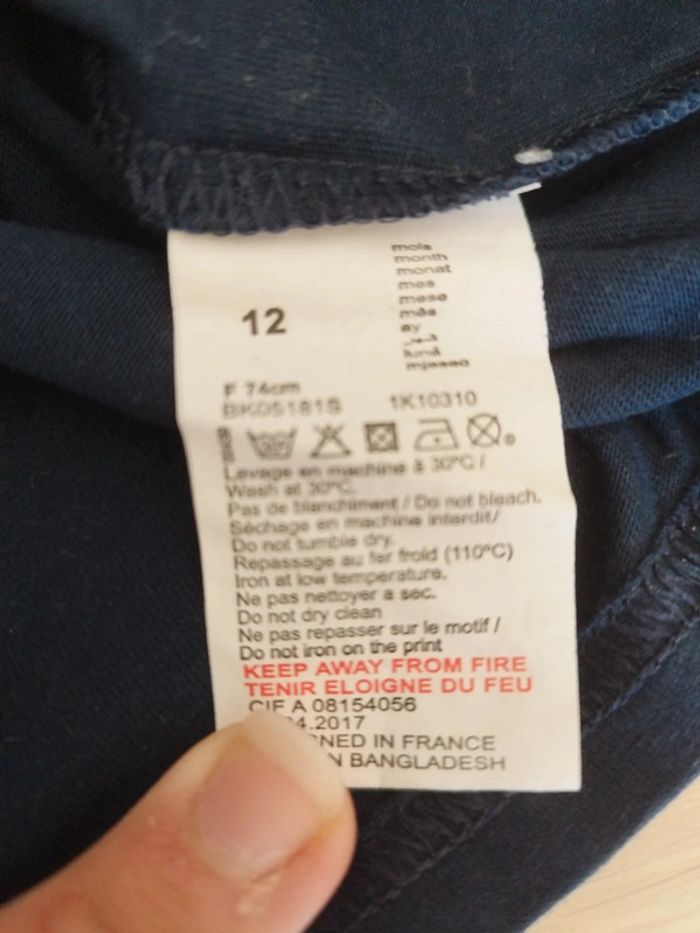 12
mois
month
monat
mes
mese
mês
ay
lună
miesąc
F 74cm
BK05181S 1K10310
30°
Lavage en machine à 30°C /
Wash at 30°C.
Pas de blanchiment / Do not bleach.
Séchage en machine interdit/
Do not tumble dry.
Repassage au fer froid (110°C)
Iron at low temperature.
Ne pas nettoyer a sec.
Do not dry clean
Ne pas repasser sur le motif /
Do not iron on the print
KEEP AWAY FROM FIRE
TENIR ELOIGNE DU FEU
CIF A 08154056
4.2017
NED IN FRANCE
N BANGLADESH